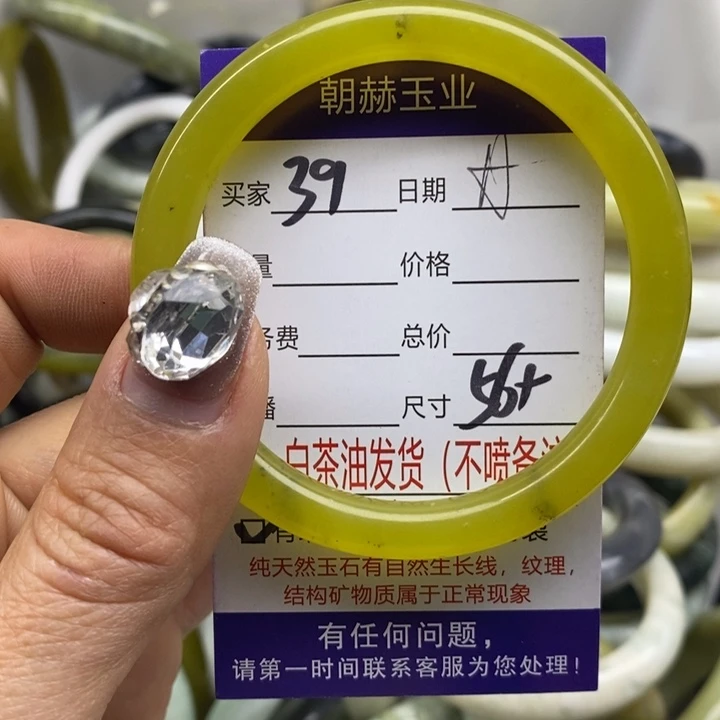 朝赫玉业
买家 39 日期 ☆
量 价格
务费 总价
播 尺寸 56+
白茶油发货（不喷备注
纯天然玉石有自然生长线，纹理，
结构矿物质属于正常现象
有任何问题，
请第一时间联系客服为您处理！